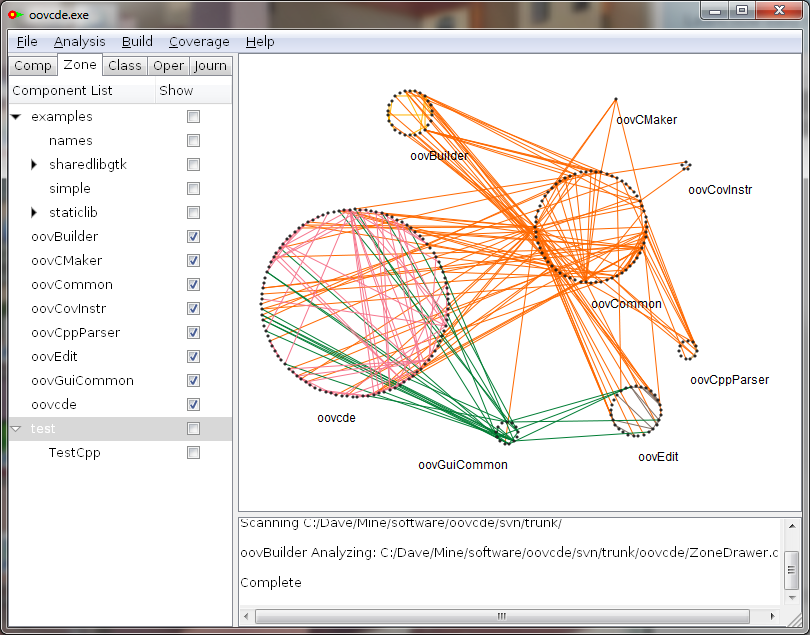 oovcde.exe
File Analysis Build Coverage Help
Comp Zone Class Oper Journ
Component List Show
examples
names
sharedlibgtk
simple
staticlib
oovBuilder
oovCMaker
oovCommon
oovCovInstr
oovCppParser
oovEdit
oovGuiCommon
oovcde
test
TestCpp
oovCMaker
oovBuilder
oovCovInstr
oovCommon
oovCppParser
oovcde
oovEdit
oovGuiCommon
Scanning C:/Dave/Mine/software/oovcde/svn/trunk/
oovBuilder Analyzing: C:/Dave/Mine/software/oovcde/svn/trunk/oovcde/ZoneDrawer.c
Complete